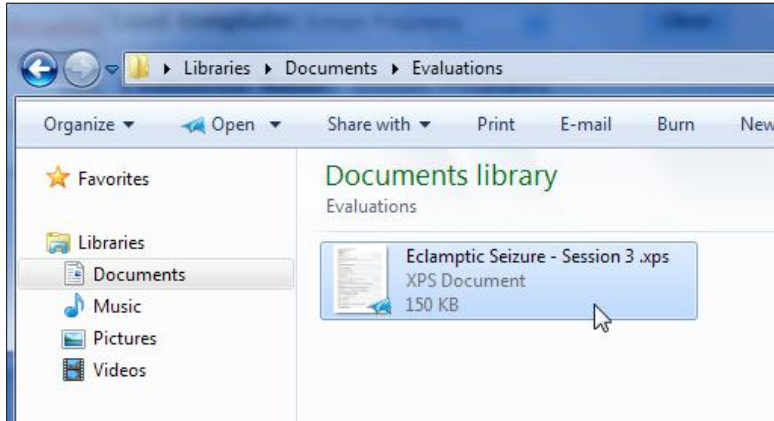 Libraries Documents Evaluations
Organize Open Share with Print E-mail Burn New
Favorites
Libraries
Documents
Music
Pictures
Videos
Documents library
Evaluations
Eclamptic Seizure - Session 3 .xps
XPS Document
150 KB